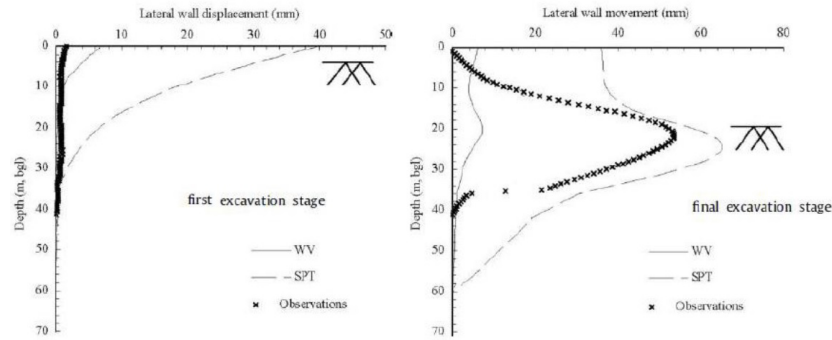 Lateral wall displacement (mm)
0 10 20 30 40 50
0
10
20
30
40
50
60
70
Depth (m, bgl)
first excavation stage
WV
SPT
Observations
Lateral wall movement (mm)
0 20 40 60 80
0
10
20
30
40
50
60
70
Depth (m, bgl)
final excavation stage
WV
SPT
Observations